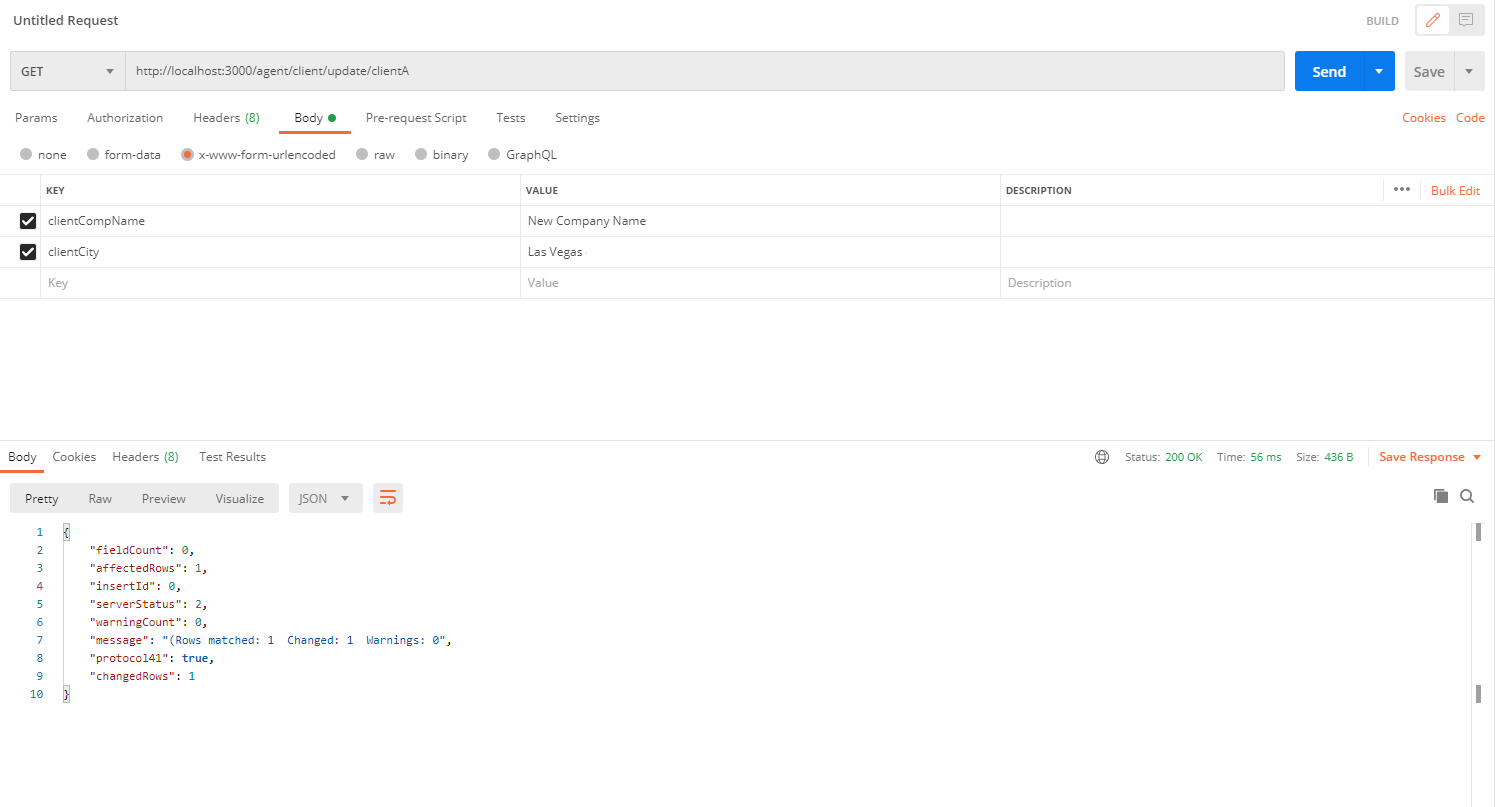 Untitled Request
BUILD
GET http://localhost:3000/agent/client/update/clientA Send Save
Params Authorization Headers (8) Body Pre-request Script Tests Settings Cookies Code
none form-data x-www-form-urlencoded raw binary GraphQL
KEY VALUE DESCRIPTION ••• Bulk Edit
clientCompName New Company Name
clientCity Las Vegas
Key Value Description
Body Cookies Headers (8) Test Results Status: 200 OK Time: 56 ms Size: 436 B Save Response
Pretty Raw Preview Visualize JSON
1 {
2 "fieldCount": 0,
3 "affectedRows": 1,
4 "insertId": 0,
5 "serverStatus": 2,
6 "warningCount": 0,
7 "message": "(Rows matched: 1  Changed: 1  Warnings: 0",
8 "protocol41": true,
9 "changedRows": 1
10 }